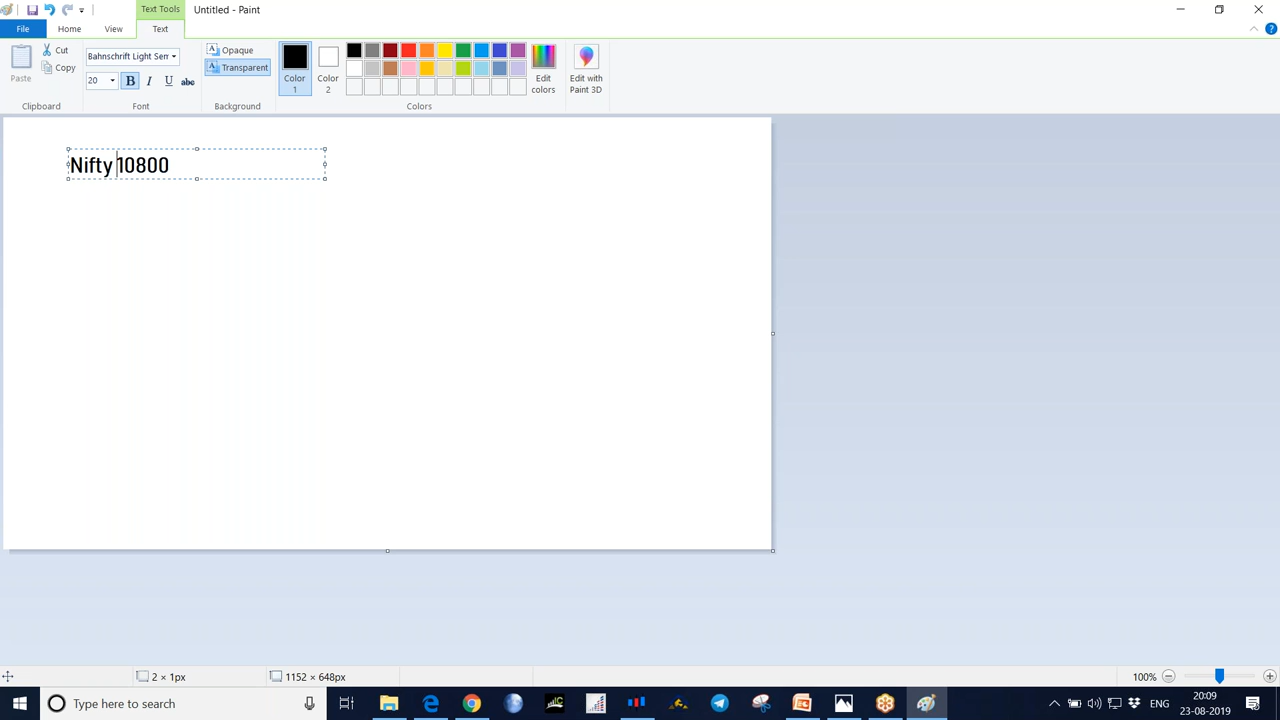 Text Tools
Untitled - Paint
File
Home
View
Text
Paste
Cut
Copy
Clipboard
Bahnschrift Light Sem
20
B I U abc
Font
Opaque
Transparent
Background
Color 1
Color 2
Edit colors
Colors
Edit with Paint 3D
Nifty 10800
2 × 1px
1152 × 648px
100%
Type here to search
ENG
20:09
23-08-2019